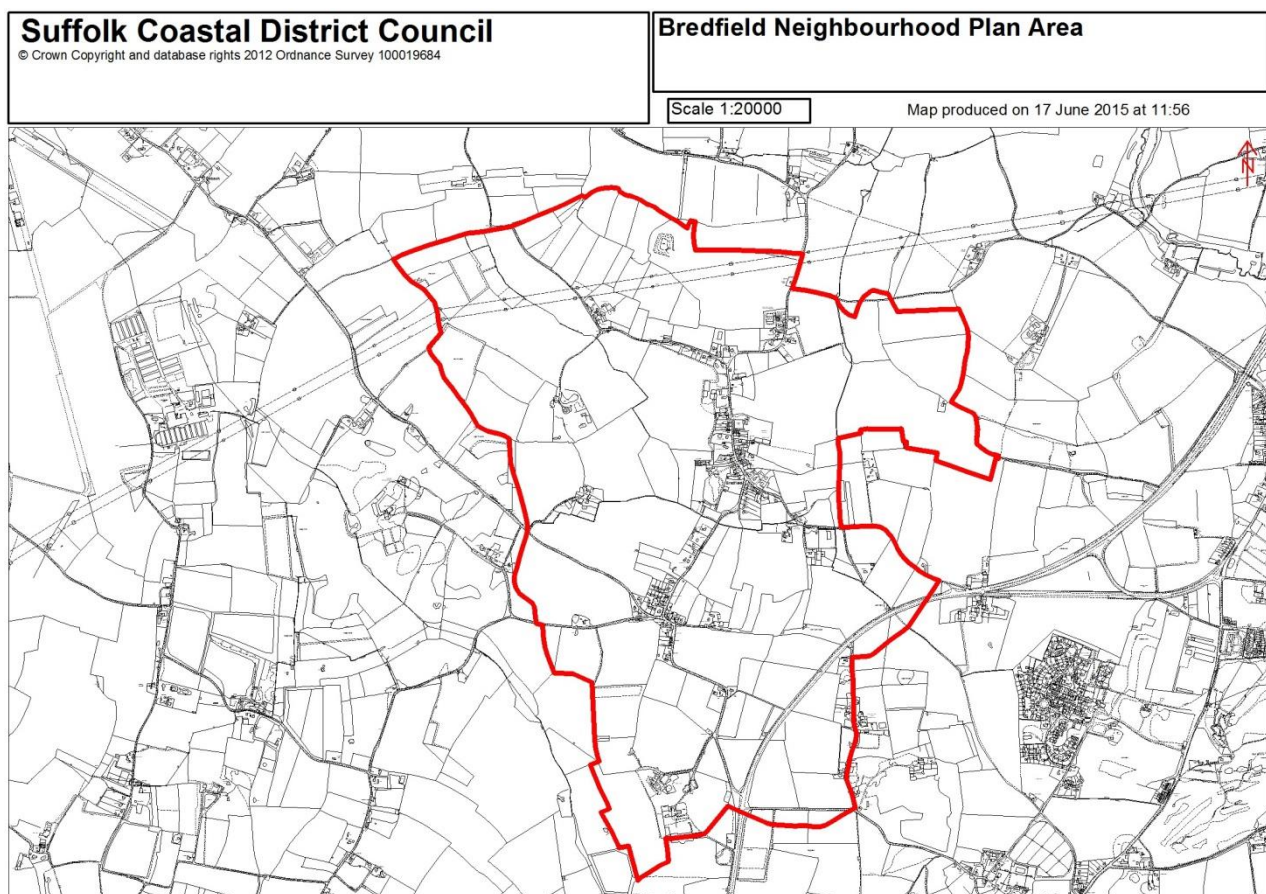 Suffolk Coastal District Council
© Crown Copyright and database rights 2012 Ordnance Survey 100019684
Bredfield Neighbourhood Plan Area
Scale 1:20000
Map produced on 17 June 2015 at 11:56
N